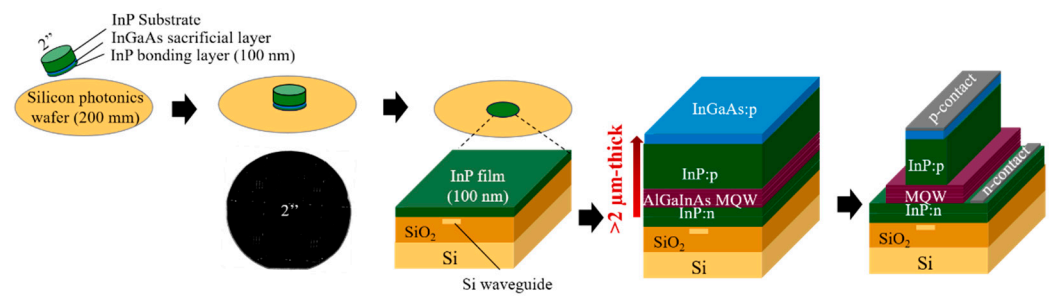 InP Substrate
InGaAs sacrificial layer
InP bonding layer (100 nm)
2”
Silicon photonics
wafer (200 mm)
2”
InP film
(100 nm)
SiO2
Si
Si waveguide
>2 μm-thick
InGaAs:p
InP:p
AlGaInAs MQW
InP:n
SiO2
Si
p-contact
InP:p
n-contact
MQW
InP:n
SiO2
Si